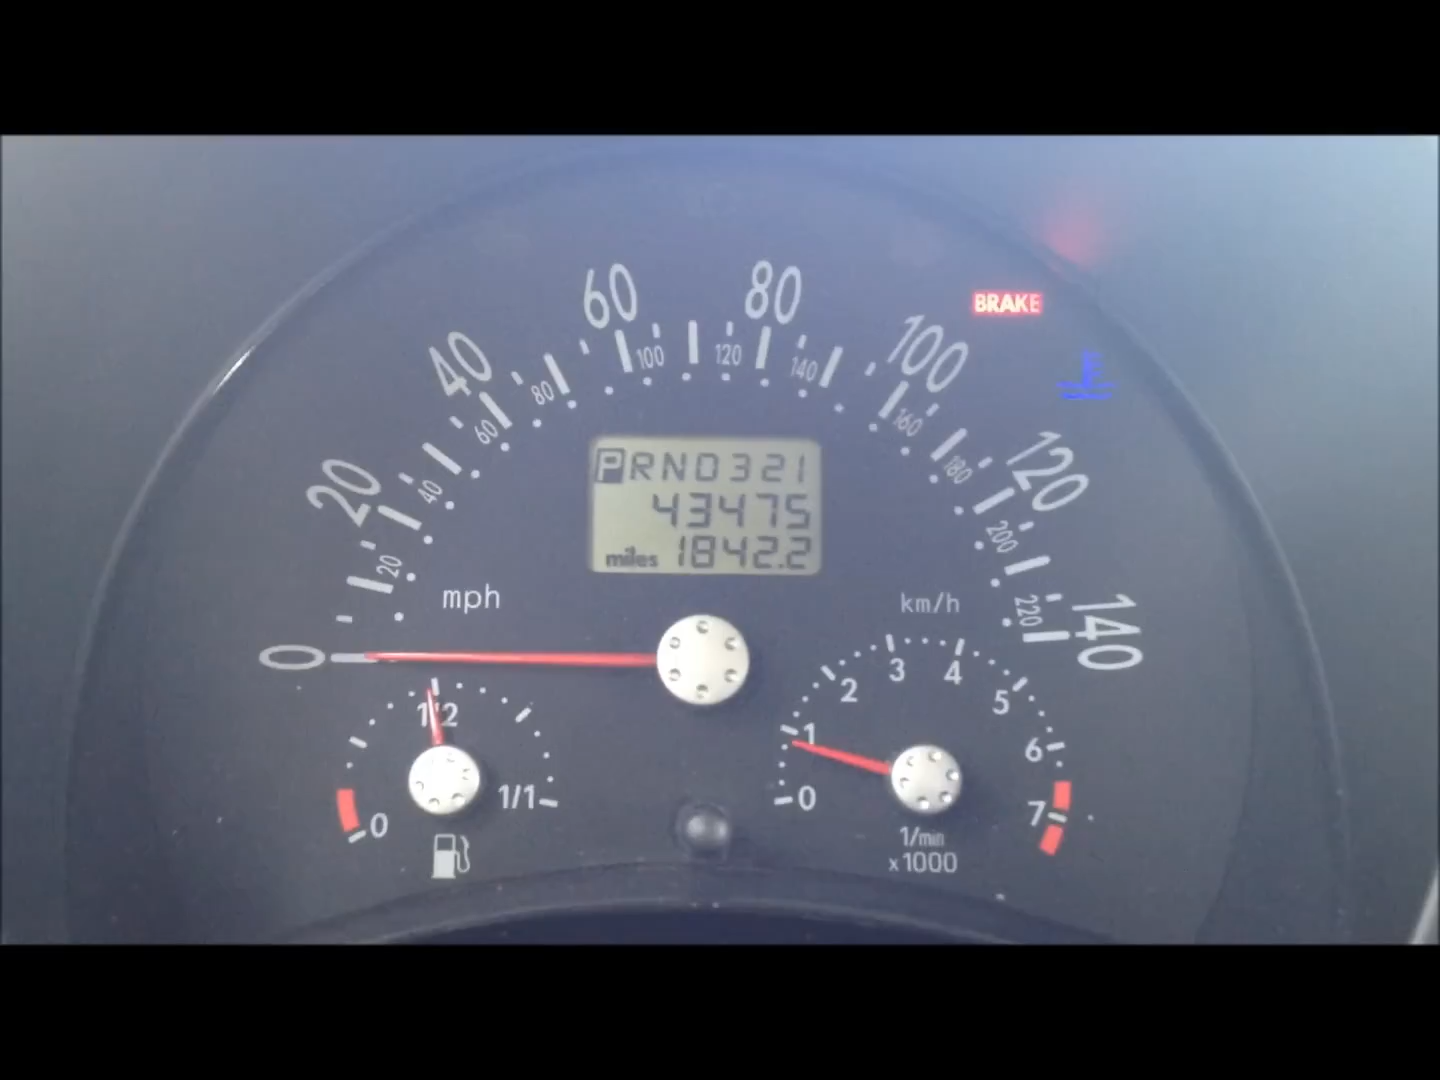 60 80
40 100
BRAKE
100 120
80 140
60 160
20 120
40 180
20 200
220
PRND321
43475
miles 1842.2
mph
km/h
0 140
1/2
0 1/1
0 1 2 3 4 5 6 7
1/min
x1000